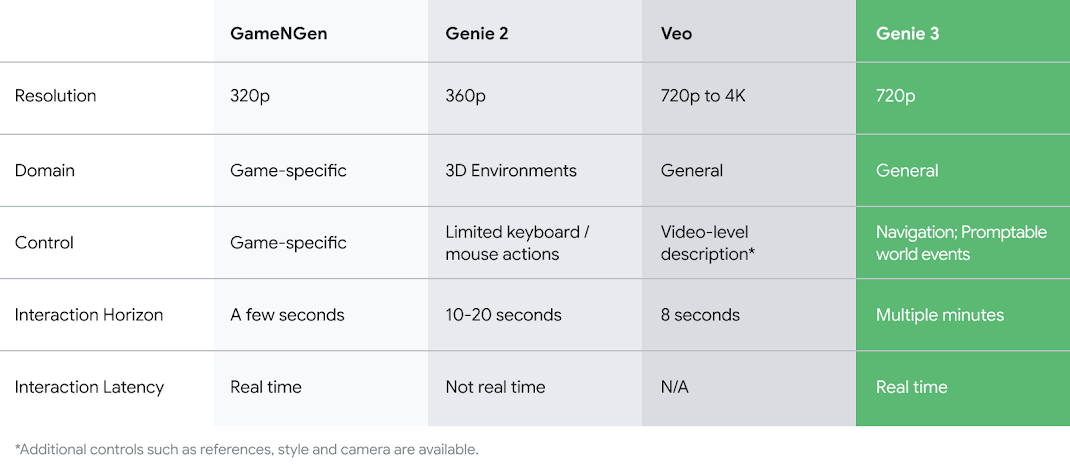 GameNGen Genie 2 Veo Genie 3
Resolution 320p 360p 720p to 4K 720p
Domain Game-specific 3D Environments General General
Control Game-specific Limited keyboard / mouse actions Video-level description* Navigation; Promptable world events
Interaction Horizon A few seconds 10-20 seconds 8 seconds Multiple minutes
Interaction Latency Real time Not real time N/A Real time
*Additional controls such as references, style and camera are available.